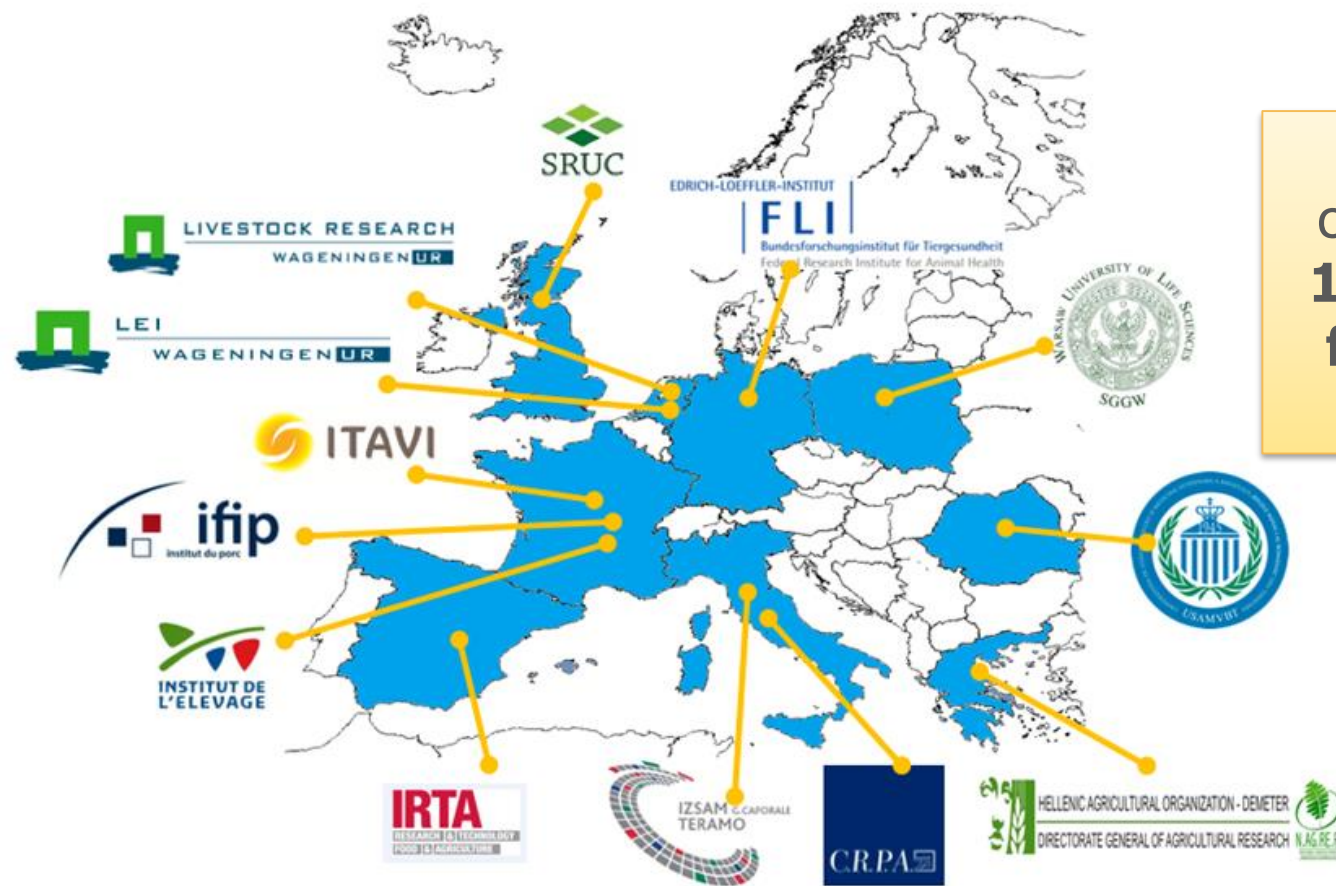 SRUC
EDRICH-LOEFFLER-INSTITUT
FLI
Bundesforschungsinstitut für Tiergesundheit
Federal Research Institute for Animal Health
LIVESTOCK RESEARCH
WAGENINGEN UR
LEI
WAGENINGEN UR
WARSAW UNIVERSITY OF LIFE SCIENCES
SGGW
ITAVI
ifip
institut du porc
USAMVBT
INSTITUT DE
L'ELEVAGE
IRTA
RESEARCH & TECHNOLOGY
FOOD & AGRICULTURE
IZSAM G. CAPORALE
TERAMO
C.R.P.A.
HELLENIC AGRICULTURAL ORGANIZATION - DEMETER
DIRECTORATE GENERAL OF AGRICULTURAL RESEARCH